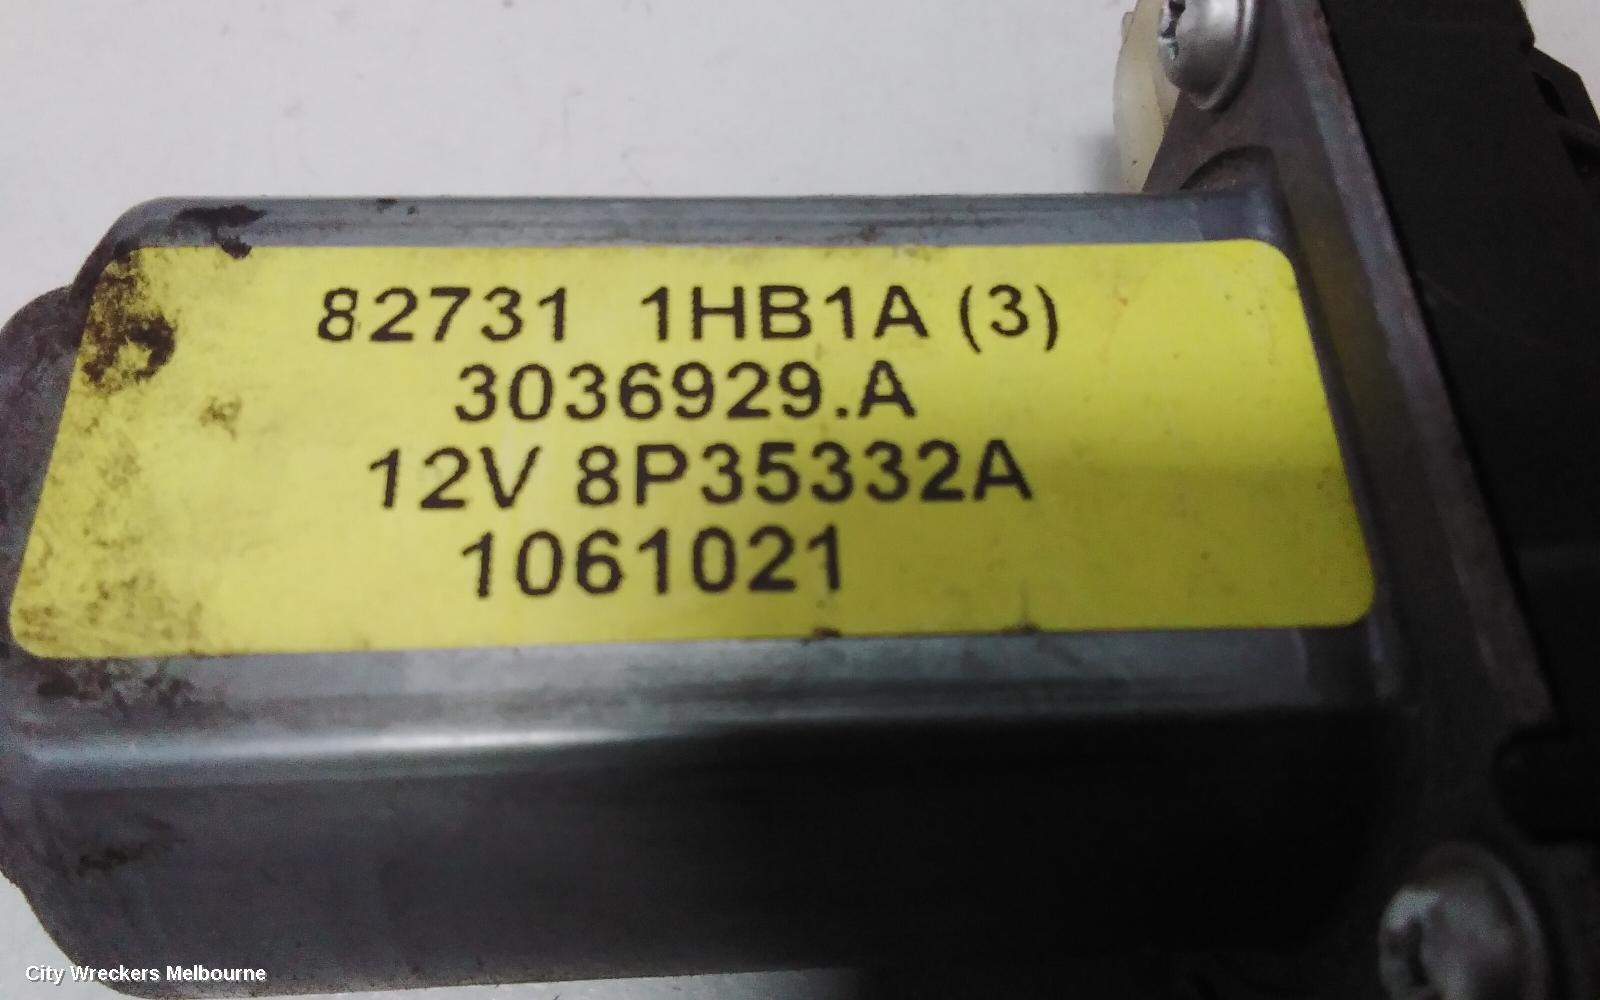 82731 1HB1A (3)
3036929.A
12V 8P35332A
1061021
City Wreckers Melbourne